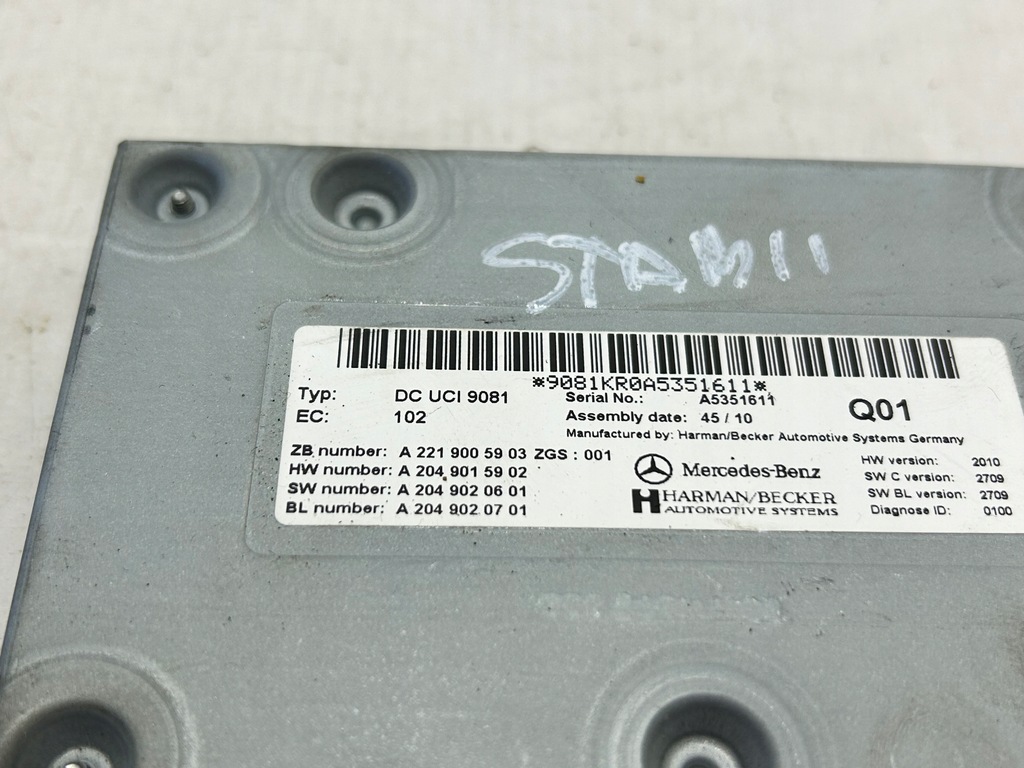 STAB11
*9081KR0A5351611*
Typ: DC UCI 9081
EC: 102
Serial No.: A5351611
Assembly date: 45 / 10
Q01
Manufactured by: Harman/Becker Automotive Systems Germany
ZB number: A 221 900 59 03 ZGS : 001
HW number: A 204 901 59 02
SW number: A 204 902 06 01
BL number: A 204 902 07 01
Mercedes-Benz
HARMAN/BECKER
AUTOMOTIVE SYSTEMS
HW version: 2010
SW C version: 2709
SW BL version: 2709
Diagnose ID: 0100